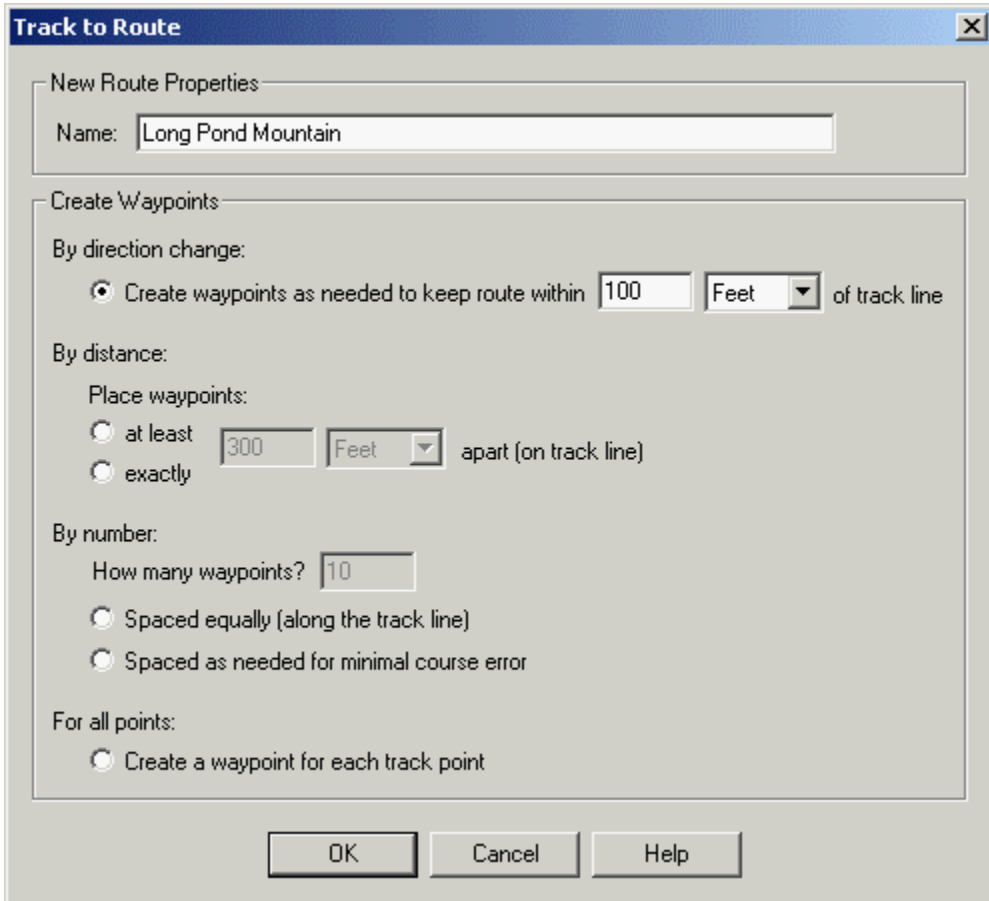 Track to Route
New Route Properties
Name: Long Pond Mountain
Create Waypoints
By direction change:
Create waypoints as needed to keep route within 100 Feet of track line
By distance:
Place waypoints:
at least
300 Feet apart (on track line)
exactly
By number:
How many waypoints? 10
Spaced equally (along the track line)
Spaced as needed for minimal course error
For all points:
Create a waypoint for each track point
OK Cancel Help